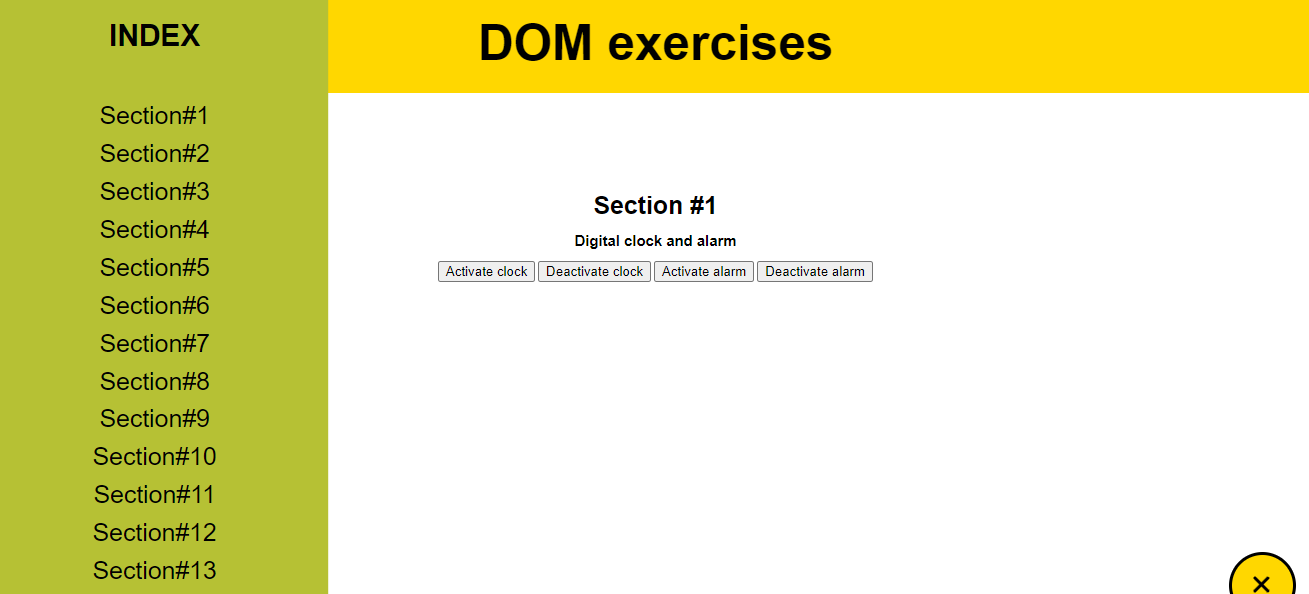 INDEX
Section#1
Section#2
Section#3
Section#4
Section#5
Section#6
Section#7
Section#8
Section#9
Section#10
Section#11
Section#12
Section#13
DOM exercises
Section #1
Digital clock and alarm
Activate clock Deactivate clock Activate alarm Deactivate alarm